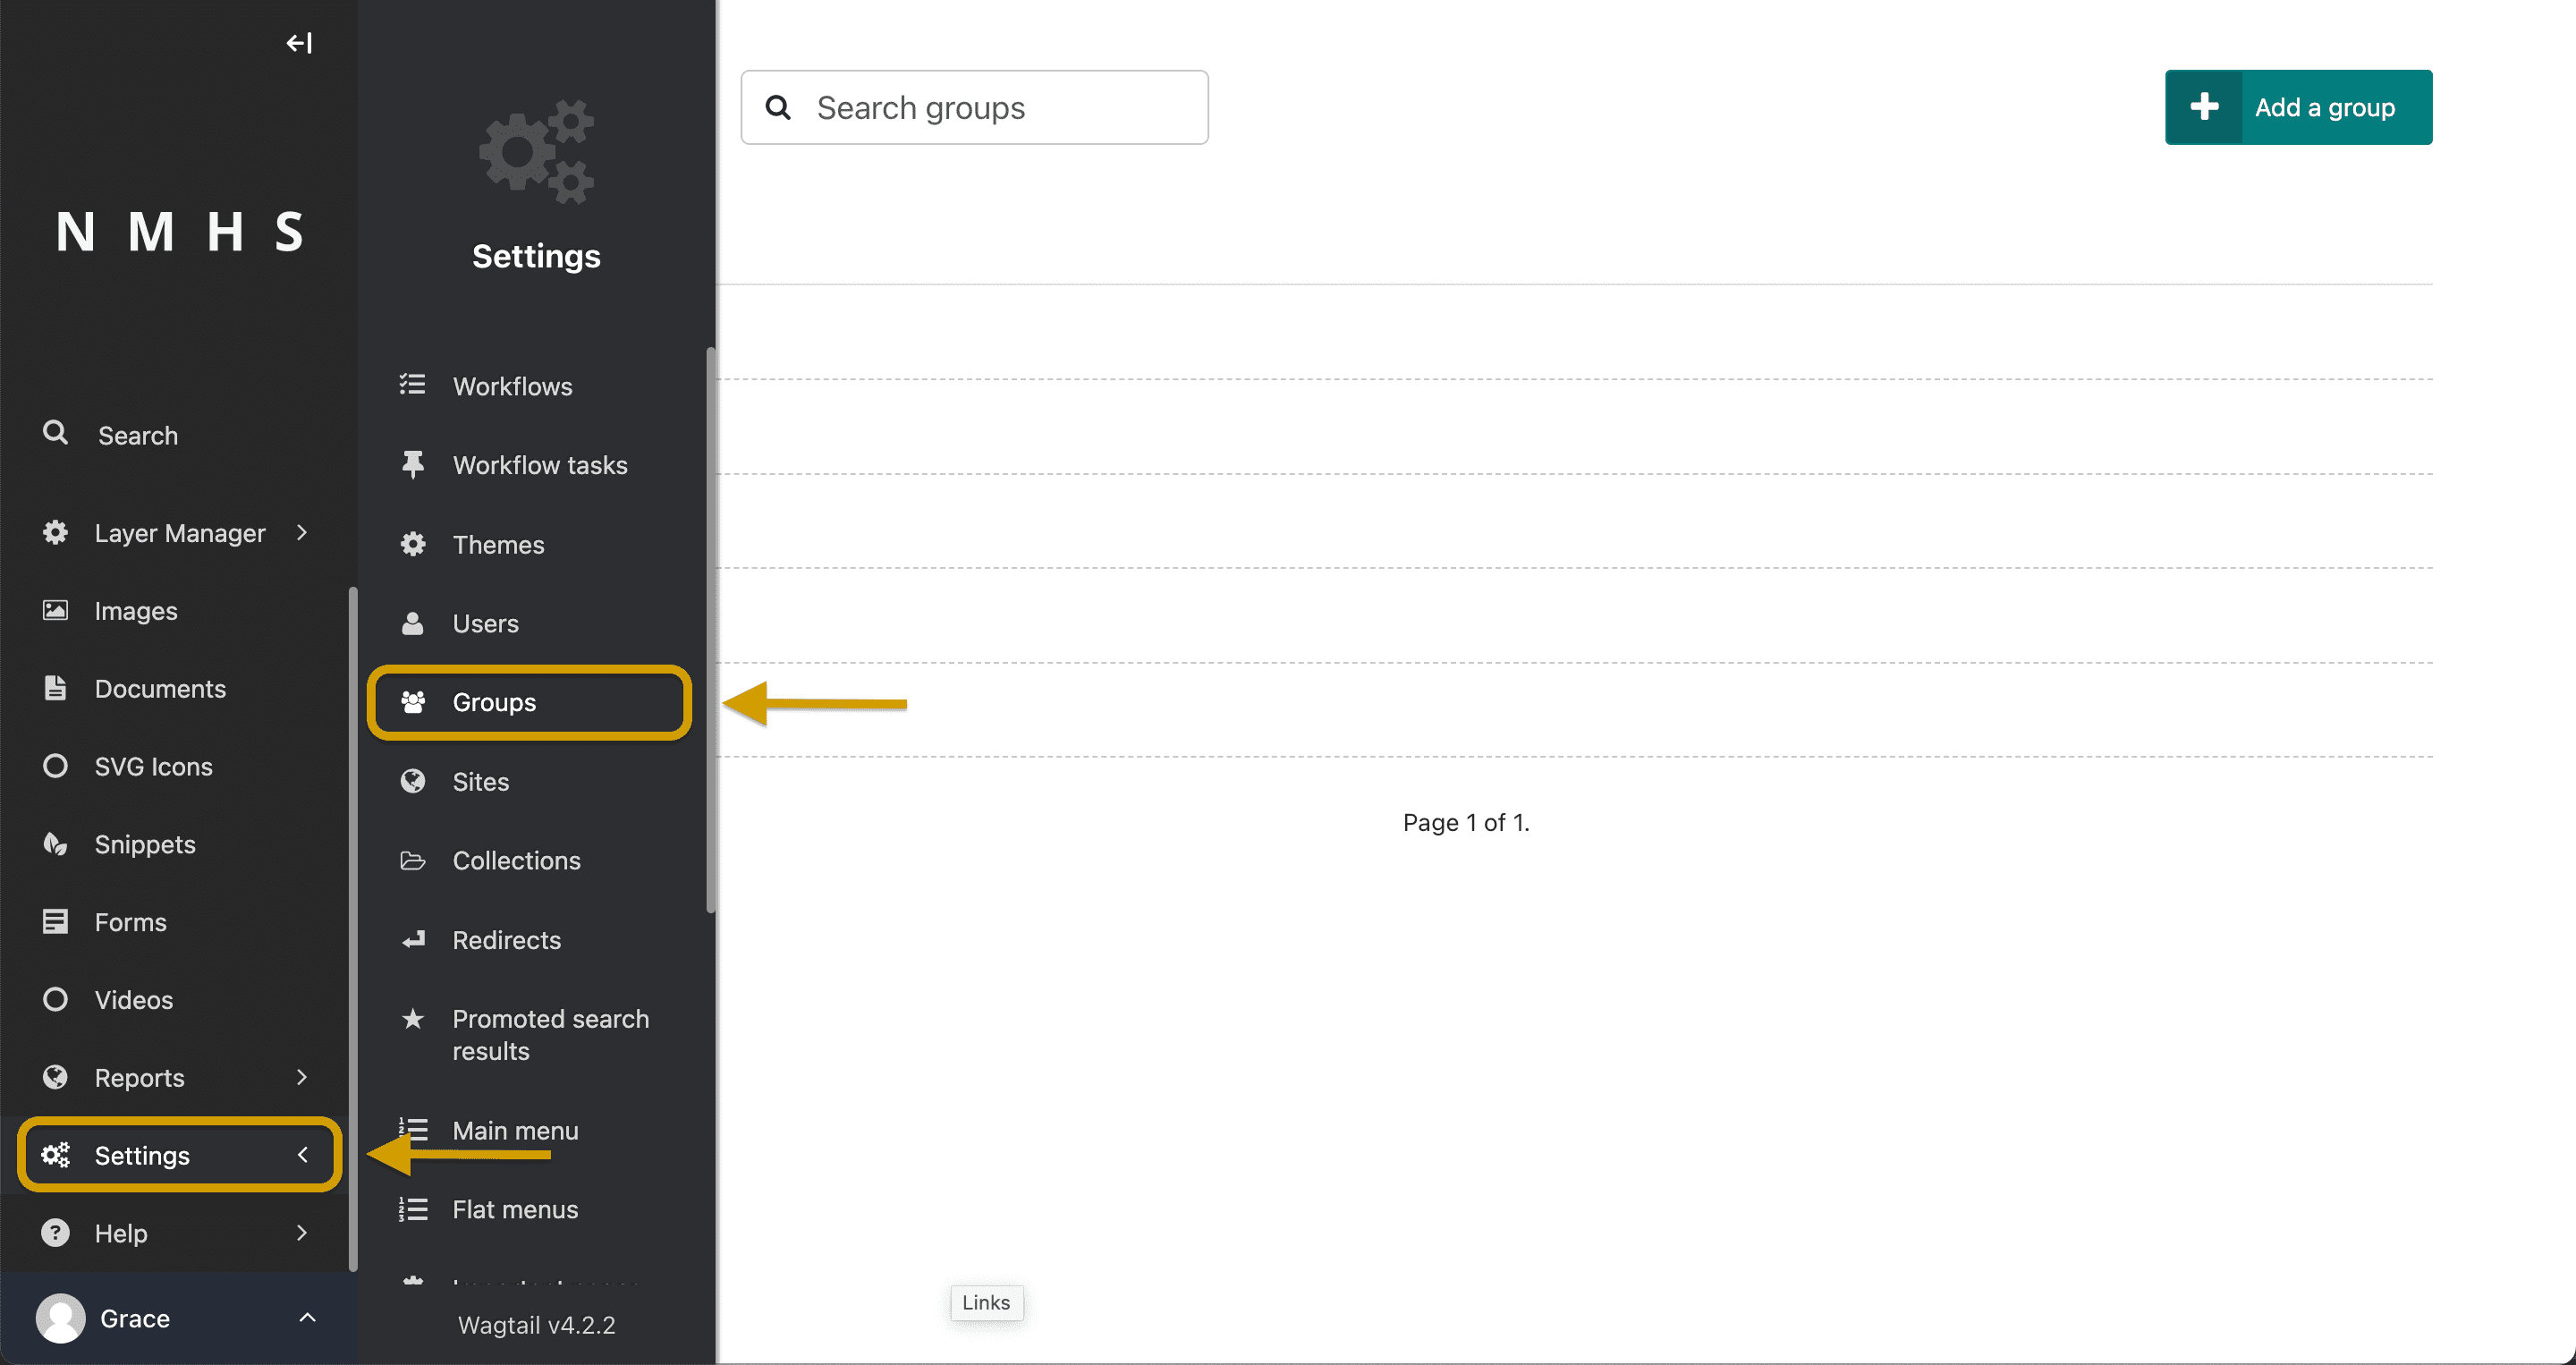 N M H S
Search
Layer Manager
Images
Documents
SVG Icons
Snippets
Forms
Videos
Reports
Settings
Help
Grace
Settings
Workflows
Workflow tasks
Themes
Users
Groups
Sites
Collections
Redirects
Promoted search
results
Main menu
Flat menus
Wagtail v4.2.2
Search groups
Add a group
Page 1 of 1.
Links